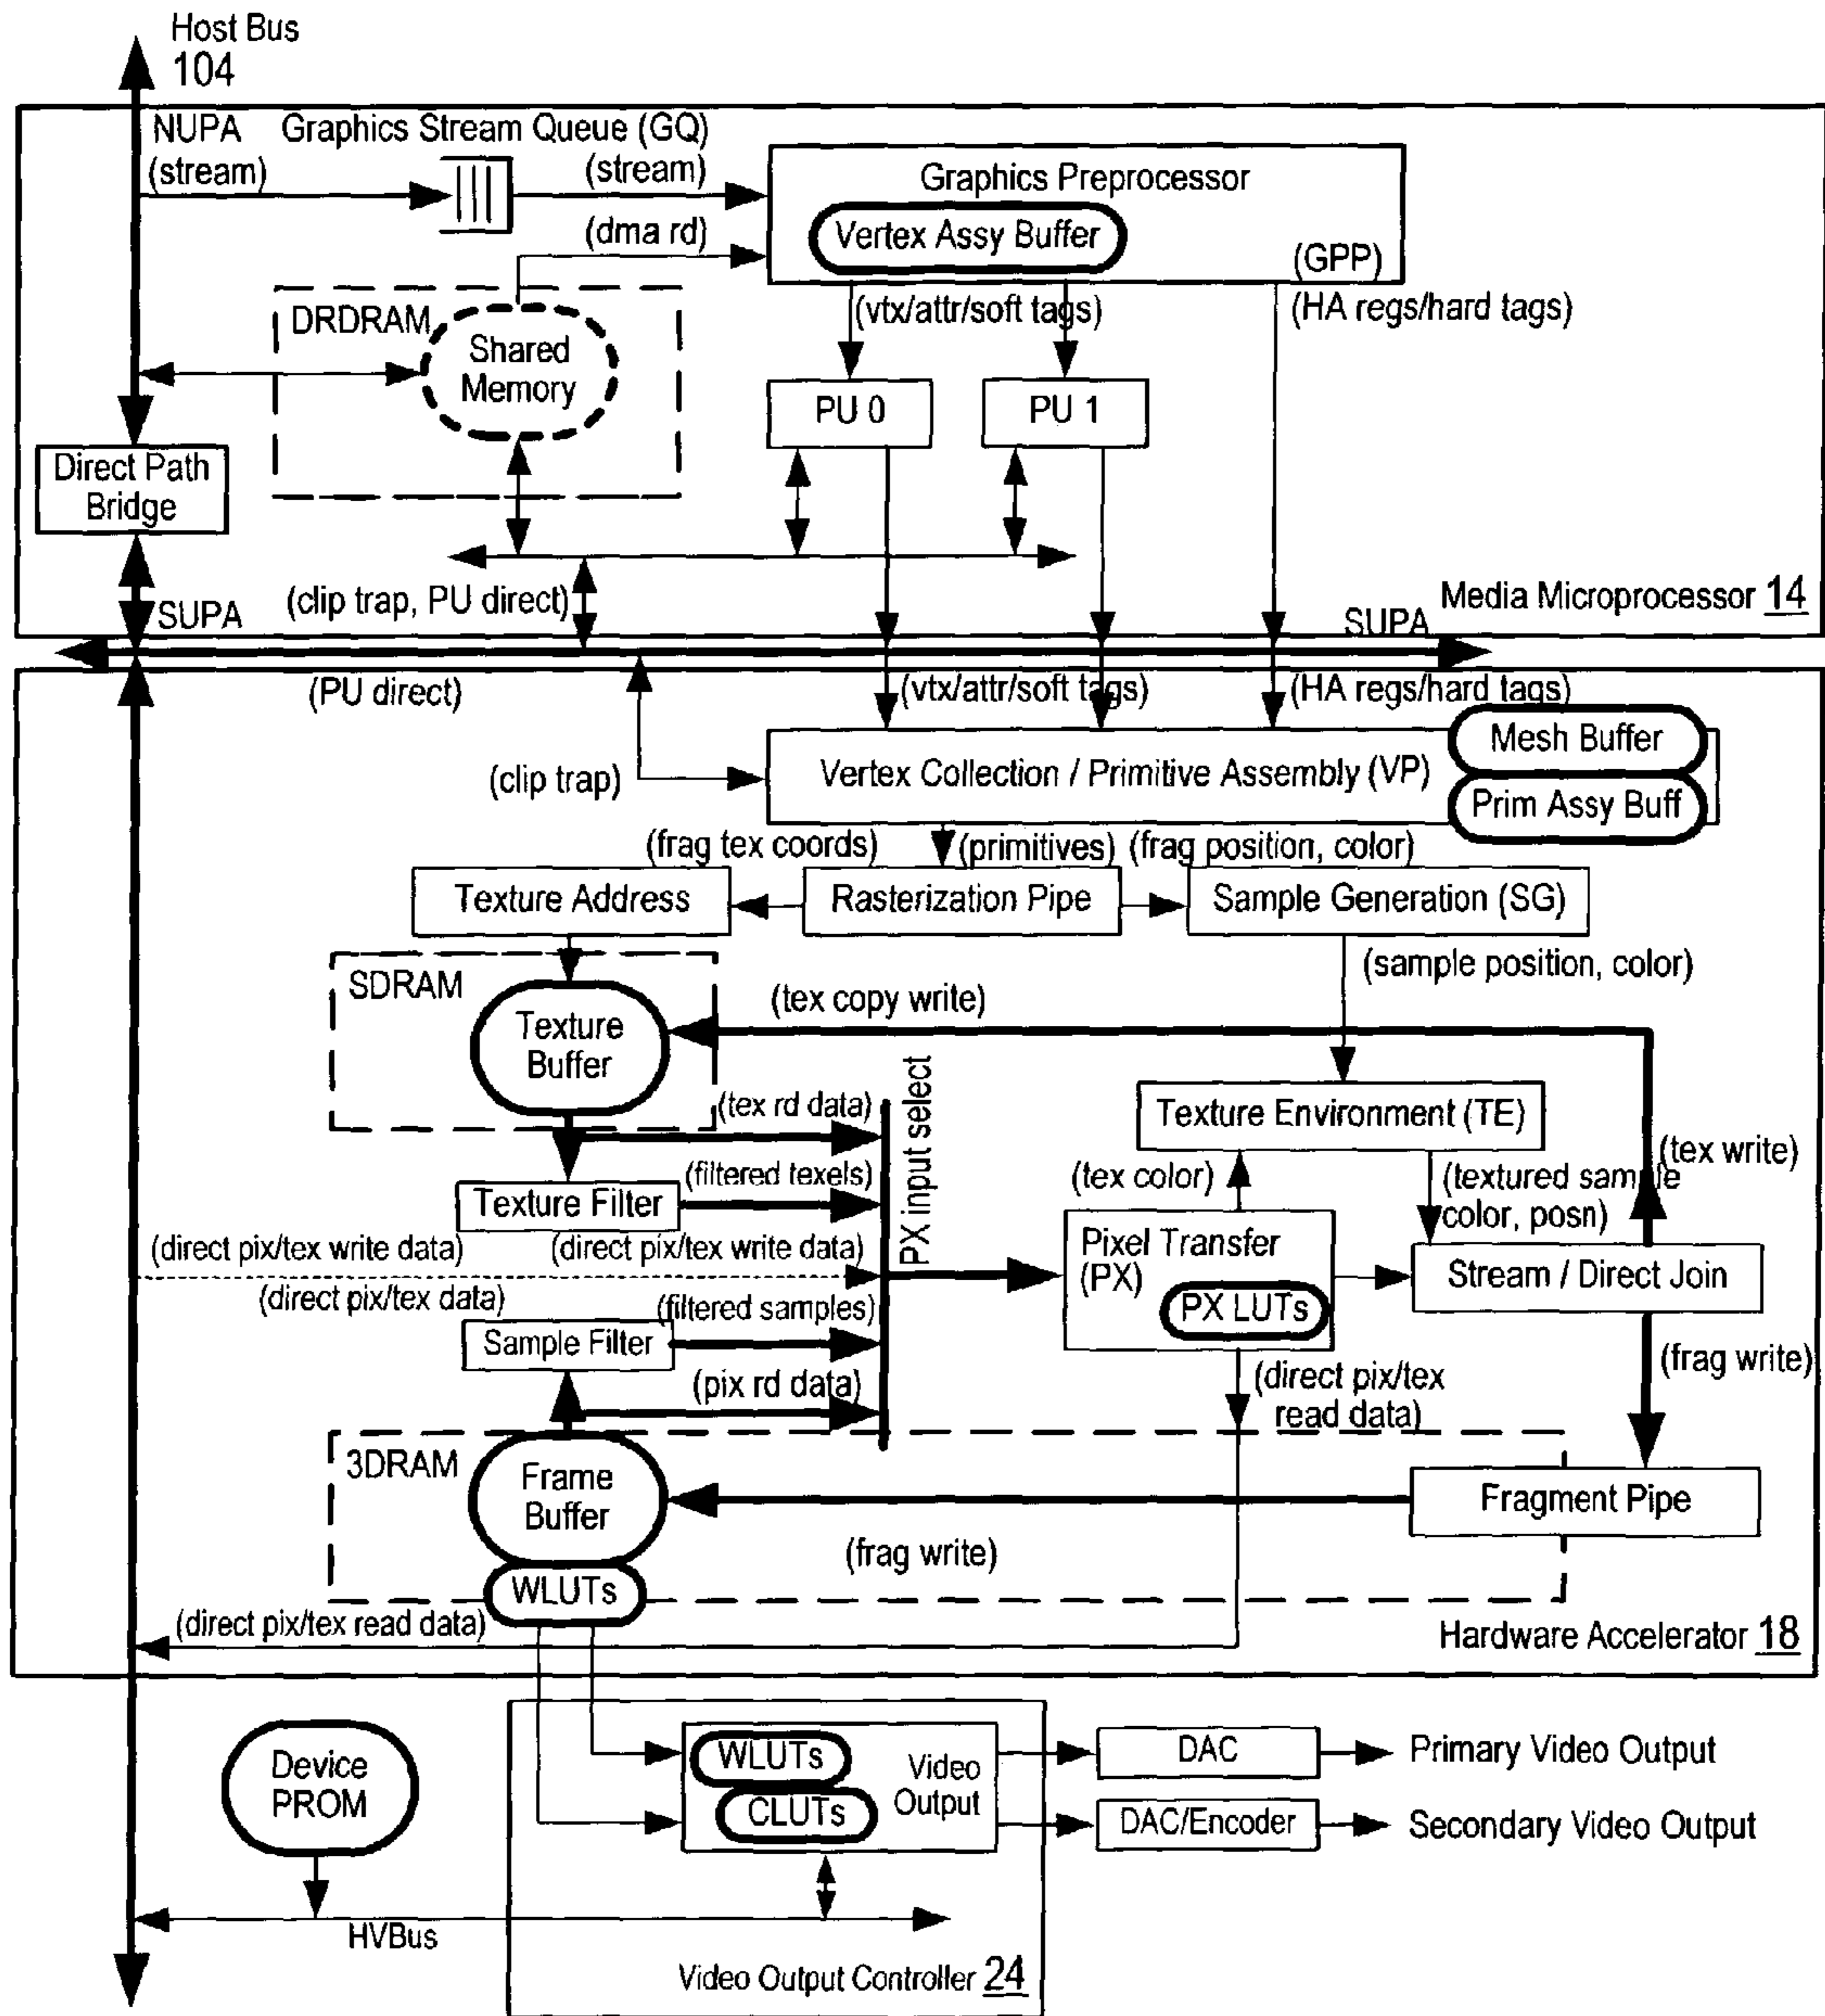 Host Bus
104
NUPA
(stream)
Graphics Stream Queue (GQ)
(stream)
(dma rd)
Graphics Preprocessor
Vertex Assy Buffer
(GPP)
DRDRAM
Shared
Memory
(vtx/attr/soft tags)
(HA regs/hard tags)
PU 0
PU 1
Direct Path
Bridge
(clip trap, PU direct)
SUPA
Media Microprocessor 14
SUPA
(PU direct)
(vtx/attr/soft tags)
(HA regs/hard tags)
Mesh Buffer
(clip trap)
Vertex Collection / Primitive Assembly (VP)
Prim Assy Buff
(frag tex coords)
(primitives)
(frag position, color)
Texture Address
Rasterization Pipe
Sample Generation (SG)
(sample position, color)
SDRAM
Texture
Buffer
(tex copy write)
PX input select
(tex rd data)
Texture Environment (TE)
(tex write)
(filtered texels)
(tex color)
(textured sample
color, posn)
Texture Filter
(direct pix/tex write data)
(direct pix/tex write data)
Pixel Transfer
(PX)
PX LUTs
Stream / Direct Join
(direct pix/tex data)
(filtered samples)
Sample Filter
(frag write)
(pix rd data)
(direct pix/tex
read data)
3DRAM
Frame
Buffer
Fragment Pipe
(frag write)
WLUTs
(direct pix/tex read data)
Hardware Accelerator 18
Device
PROM
WLUTs
CLUTs
Video
Output
DAC
Primary Video Output
DAC/Encoder
Secondary Video Output
HVBus
Video Output Controller 24